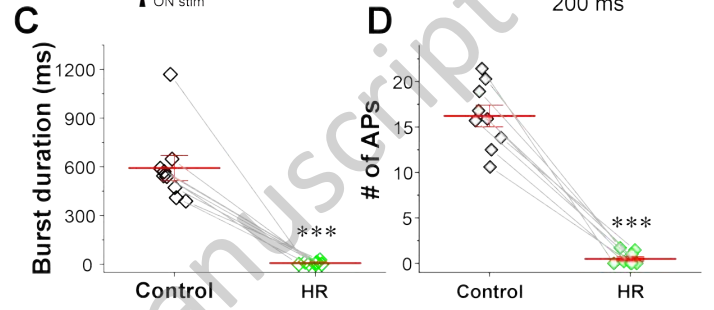 ON stim
200 ms
C
Burst duration (ms)
1200
900
600
300
0
***
Control
HR
D
# of APs
20
15
10
5
0
***
Control
HR
anuscript